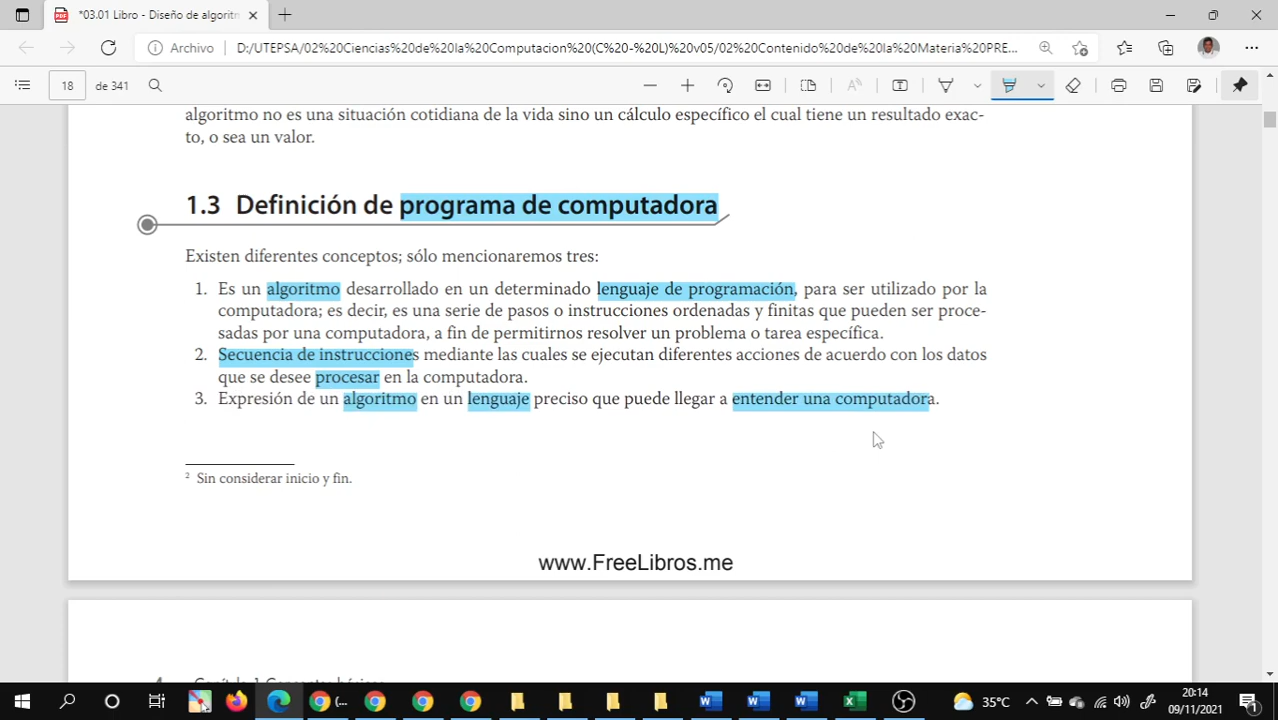 *03.01 Libro - Diseño de algoritm
Archivo
D:/UTEPSA/02%20Ciencias%20de%20la%20Computacion%20(C%20-%20L)%20v05/02%20Contenido%20de%20la%20Materia%20PRE...
18 de 341
algoritmo no es una situación cotidiana de la vida sino un cálculo específico el cual tiene un resultado exac-
to, o sea un valor.
1.3 Definición de programa de computadora
Existen diferentes conceptos; sólo mencionaremos tres:
1. Es un algoritmo desarrollado en un determinado lenguaje de programación, para ser utilizado por la
computadora; es decir, es una serie de pasos o instrucciones ordenadas y finitas que pueden ser proce-
sadas por una computadora, a fin de permitirnos resolver un problema o tarea específica.
2. Secuencia de instrucciones mediante las cuales se ejecutan diferentes acciones de acuerdo con los datos
que se desee procesar en la computadora.
3. Expresión de un algoritmo en un lenguaje preciso que puede llegar a entender una computadora.
2 Sin considerar inicio y fin.
www.FreeLibros.me
4 Capítulo 1 Conceptos básicos
(...
35°C
20:14
09/11/2021